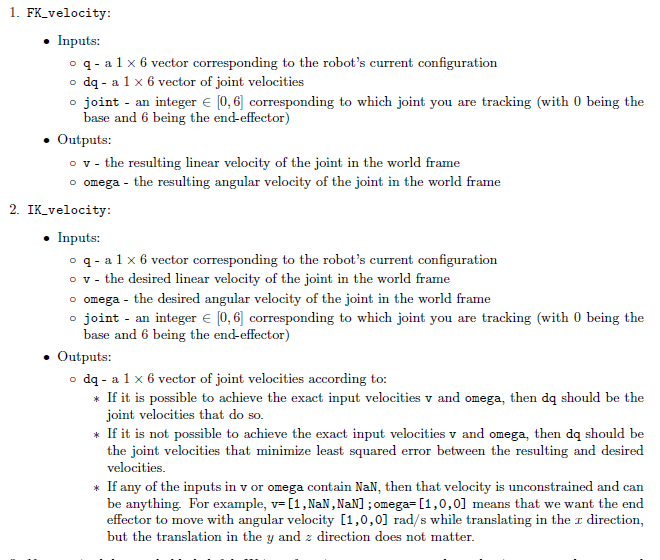 1. FK_velocity:
• Inputs:
◦ q - a 1 × 6 vector corresponding to the robot's current configuration
◦ dq - a 1 × 6 vector of joint velocities
◦ joint - an integer ∈ [0, 6] corresponding to which joint you are tracking (with 0 being the
base and 6 being the end-effector)
• Outputs:
◦ v - the resulting linear velocity of the joint in the world frame
◦ omega - the resulting angular velocity of the joint in the world frame
2. IK_velocity:
• Inputs:
◦ q - a 1 × 6 vector corresponding to the robot's current configuration
◦ v - the desired linear velocity of the joint in the world frame
◦ omega - the desired angular velocity of the joint in the world frame
◦ joint - an integer ∈ [0, 6] corresponding to which joint you are tracking (with 0 being the
base and 6 being the end-effector)
• Outputs:
◦ dq - a 1 × 6 vector of joint velocities according to:
* If it is possible to achieve the exact input velocities v and omega, then dq should be the
joint velocities that do so.
* If it is not possible to achieve the exact input velocities v and omega, then dq should be
the joint velocities that minimize least squared error between the resulting and desired
velocities.
* If any of the inputs in v or omega contain NaN, then that velocity is unconstrained and can
be anything. For example, v=[1,NaN,NaN];omega=[1,0,0] means that we want the end
effector to move with angular velocity [1,0,0] rad/s while translating in the x direction,
but the translation in the y and z direction does not matter.